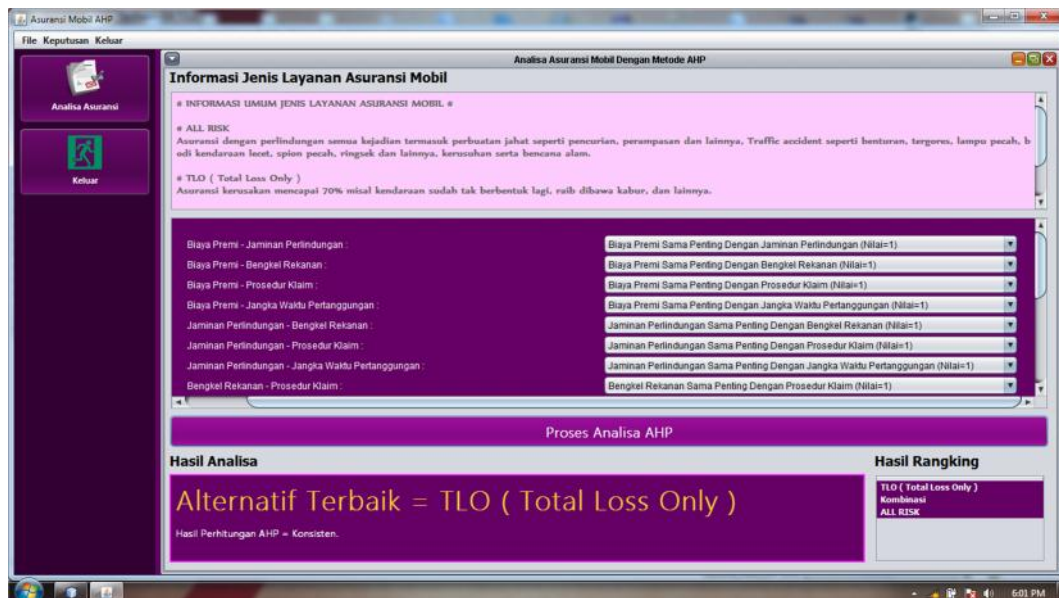 Asuransi Mobil AHP
File Keputusan Keluar
Analisa Asuransi
Keluar
Analisa Asuransi Mobil Dengan Metode AHP
Informasi Jenis Layanan Asuransi Mobil
# INFORMASI UMUM JENIS LAYANAN ASURANSI MOBIL #
# ALL RISK
Asuransi dengan perlindungan semua kejadian termasuk perbuatan jahat seperti pencurian, perampasan dan lainnya, Traffic accident seperti benturan, tergores, lampu pecah, b
odi kendaraan lecet, spion pecah, ringsek dan lainnya, kerusuhan serta bencana alam.
# TLO ( Total Loss Only )
Asuransi kerusakan mencapai 70% misal kendaraan sudah tak berbentuk lagi, raib dibawa kabur, dan lainnya.
Biaya Premi - Jaminan Perlindungan : Biaya Premi Sama Penting Dengan Jaminan Perlindungan (Nilai=1)
Biaya Premi - Bengkel Rekanan : Biaya Premi Sama Penting Dengan Bengkel Rekanan (Nilai=1)
Biaya Premi - Prosedur Klaim : Biaya Premi Sama Penting Dengan Prosedur Klaim (Nilai=1)
Biaya Premi - Jangka Waktu Pertanggungan : Biaya Premi Sama Penting Dengan Jangka Waktu Pertanggungan (Nilai=1)
Jaminan Perlindungan - Bengkel Rekanan : Jaminan Perlindungan Sama Penting Dengan Bengkel Rekanan (Nilai=1)
Jaminan Perlindungan - Prosedur Klaim : Jaminan Perlindungan Sama Penting Dengan Prosedur Klaim (Nilai=1)
Jaminan Perlindungan - Jangka Waktu Pertanggungan : Jaminan Perlindungan Sama Penting Dengan Jangka Waktu Pertanggungan (Nilai=1)
Bengkel Rekanan - Prosedur Klaim : Bengkel Rekanan Sama Penting Dengan Prosedur Klaim (Nilai=1)
Proses Analisa AHP
Hasil Analisa
Alternatif Terbaik = TLO ( Total Loss Only )
Hasil Perhitungan AHP = Konsisten.
Hasil Rangking
TLO ( Total Loss Only )
Kombinasi
ALL RISK
6:01 PM